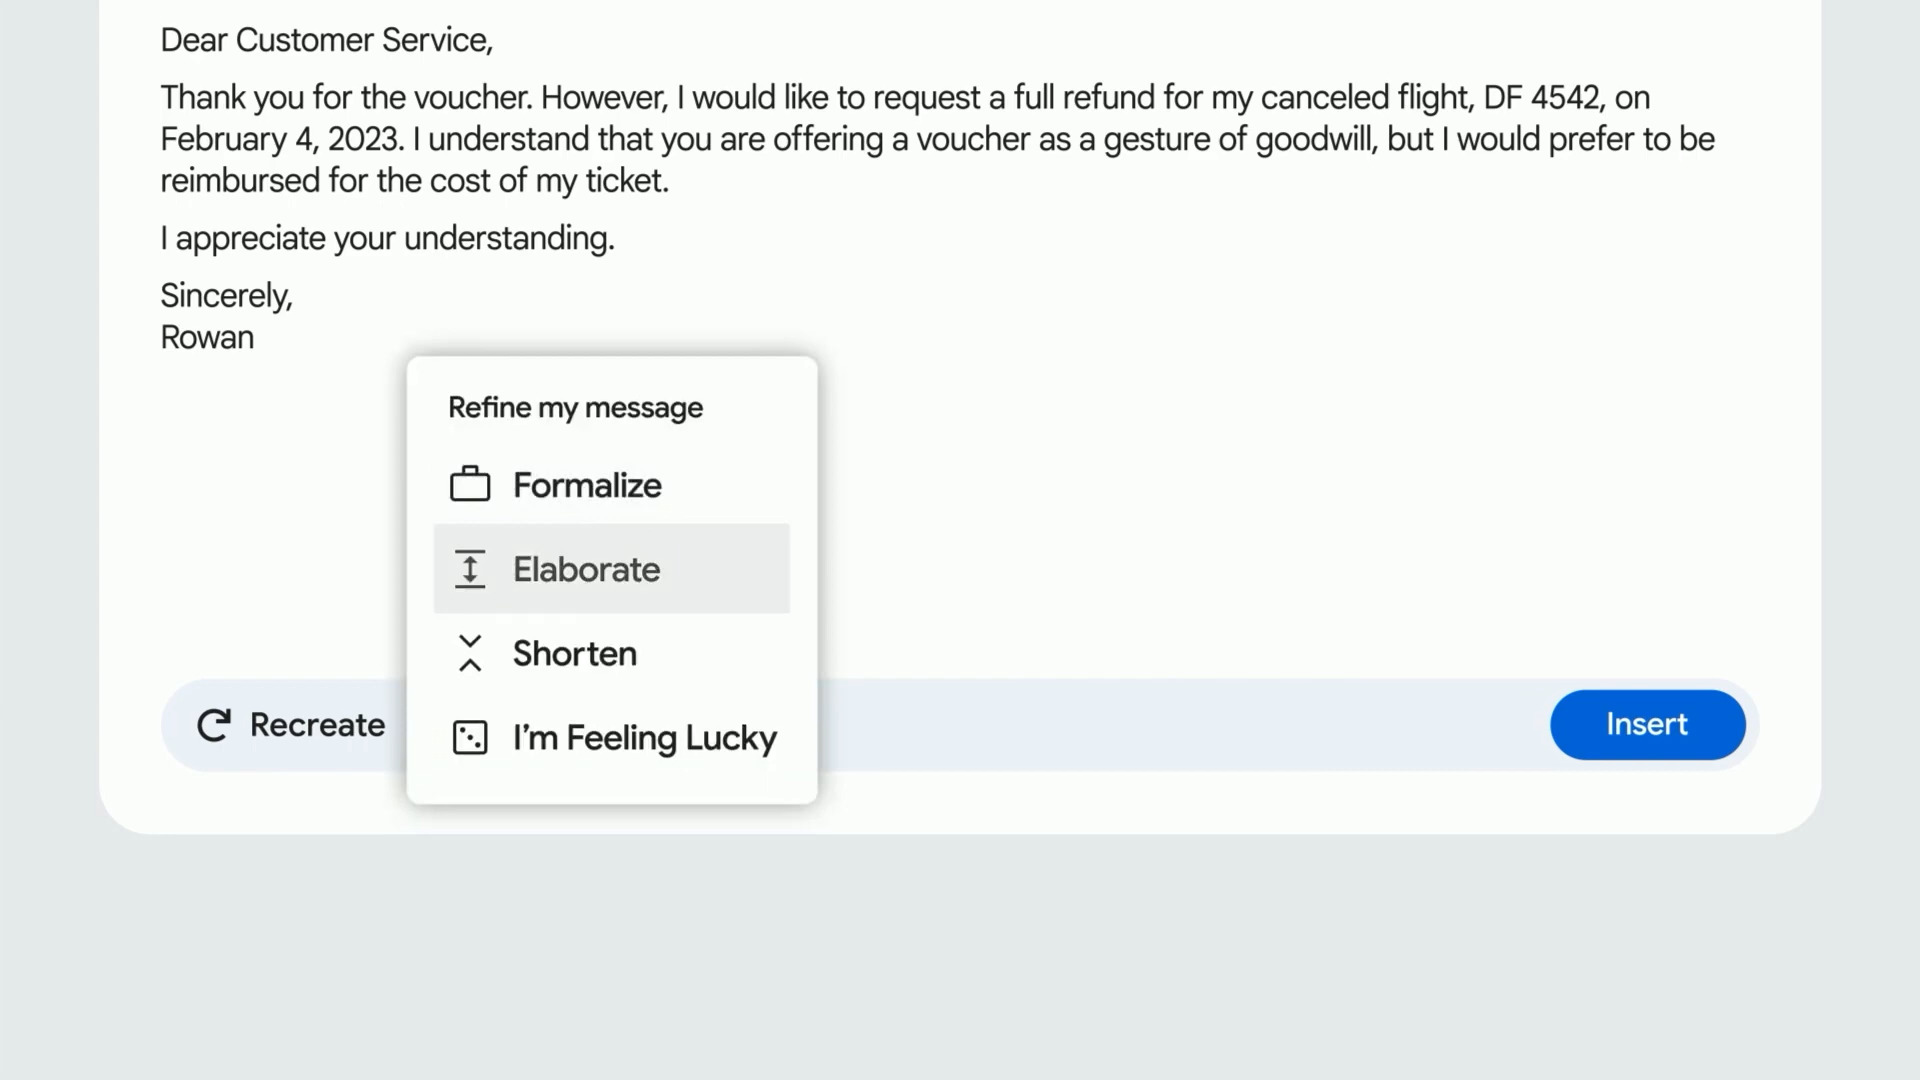 Dear Customer Service,
Thank you for the voucher. However, I would like to request a full refund for my canceled flight, DF 4542, on
February 4, 2023. I understand that you are offering a voucher as a gesture of goodwill, but I would prefer to be
reimbursed for the cost of my ticket.
I appreciate your understanding.
Sincerely,
Rowan
Refine my message
Formalize
Elaborate
Shorten
I’m Feeling Lucky
Recreate
Insert